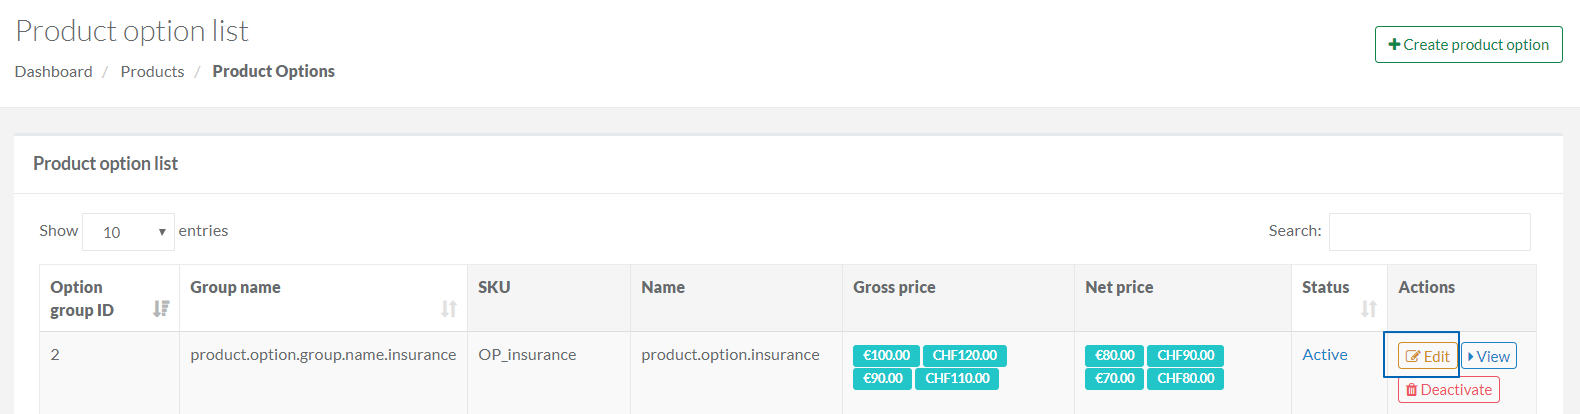 Product option list
Create product option
Dashboard / Products / Product Options
Product option list
Show 10 entries Search:
Option group ID Group name SKU Name Gross price Net price Status Actions
2 product.option.group.name.insurance OP_insurance product.option.insurance €100.00 CHF120.00 €80.00 CHF90.00 Active Edit View
€90.00 CHF110.00 €70.00 CHF80.00 Deactivate